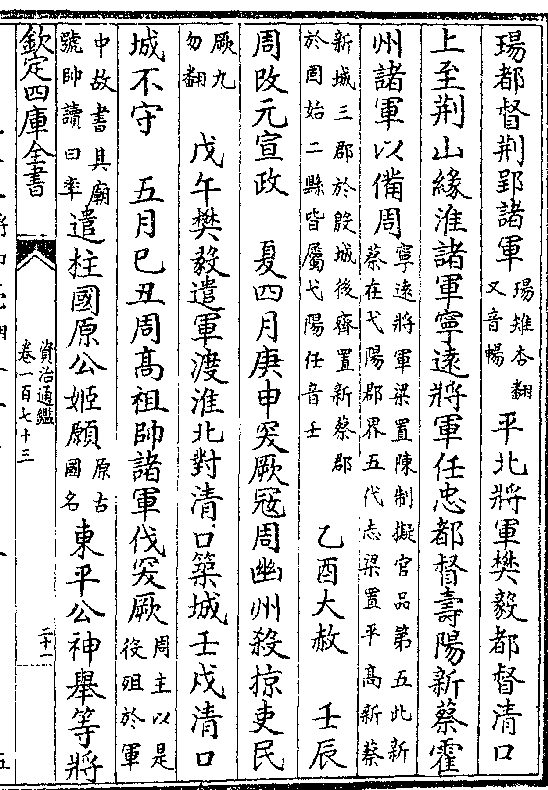 瑒都督荆郢諸軍瑒雉杏翻又音暢平北將軍樊毅都督清口
上至荆山緣淮諸軍寧遠將軍任忠都督壽陽新蔡霍
州諸軍以備周寧遠將軍梁置陳制擬官品第五此新蔡在弋陽郡界五代志梁置平高新蔡
新城三郡於殷城後齊置新蔡郡於固始二縣皆屬弋陽任音壬乙酉大赦 壬辰
周改元宣政 夏四月庚申突厥冦周幽州殺掠吏民
厥九勿翻 戊午樊毅遣軍渡淮北對清口築城壬戌清口
城不守 五月己丑周高祖帥諸軍伐突厥周主以是役殂於軍
中故書其廟號帥讀曰率遣柱國原公姬願原古國名東平公神舉等將
欽定四庫全書
資治通鑑
卷一百七十三
二十一